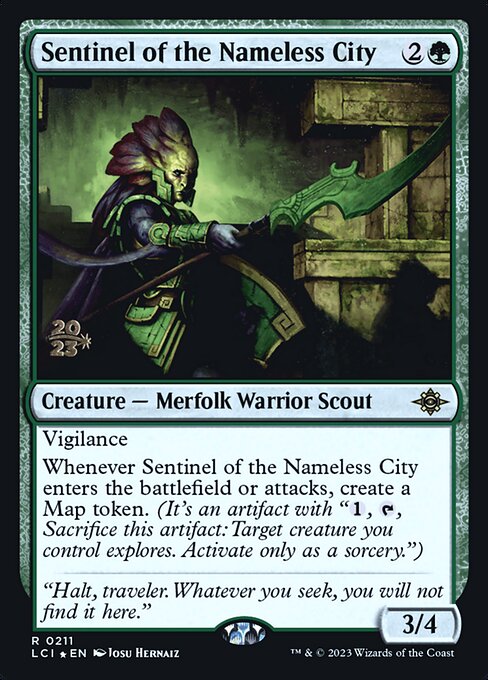 Sentinel of the Nameless City 2
20
23
Creature — Merfolk Warrior Scout
Vigilance
Whenever Sentinel of the Nameless City
enters the battlefield or attacks, create a
Map token. (It's an artifact with “1, ,
Sacrifice this artifact: Target creature you
control explores. Activate only as a sorcery.”)
“Halt, traveler. Whatever you seek, you will not
find it here.”
3/4
R 0211
LCI ★ EN Josu Hernaiz
™ & © 2023 Wizards of the Coast